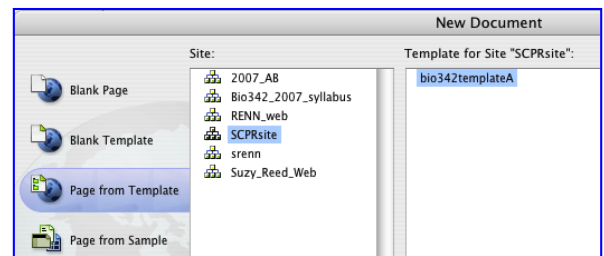 New Document
Site:
Template for Site "SCPRsite":
Blank Page
Blank Template
Page from Template
Page from Sample
2007_AB
Bio342_2007_syllabus
RENN_web
SCPRsite
srenn
Suzy_Reed_Web
bio342templateA